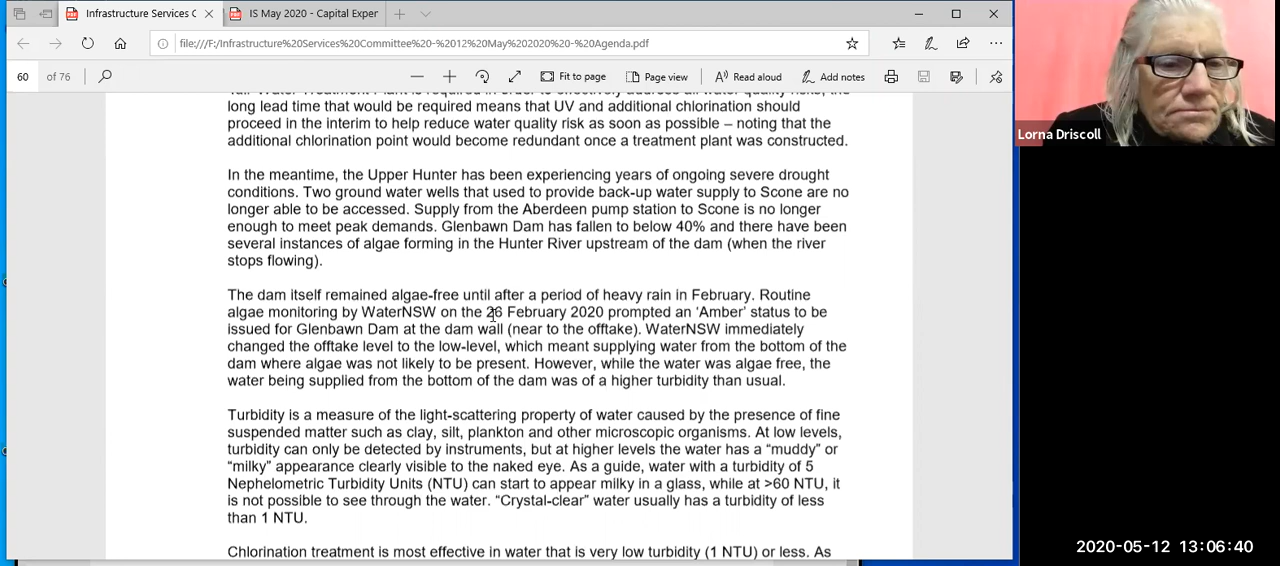 Infrastructure Services C
IS May 2020 - Capital Exper
file:///F:/Infrastructure%20Services%20Committee%20-%2012%20May%202020%20-%20Agenda.pdf
60 of 76
Fit to page
Page view
Read aloud
Add notes
long lead time that would be required means that UV and additional chlorination should
proceed in the interim to help reduce water quality risk as soon as possible – noting that the
additional chlorination point would become redundant once a treatment plant was constructed.
In the meantime, the Upper Hunter has been experiencing years of ongoing severe drought
conditions. Two ground water wells that used to provide back-up water supply to Scone are no
longer able to be accessed. Supply from the Aberdeen pump station to Scone is no longer
enough to meet peak demands. Glenbawn Dam has fallen to below 40% and there have been
several instances of algae forming in the Hunter River upstream of the dam (when the river
stops flowing).
The dam itself remained algae-free until after a period of heavy rain in February. Routine
algae monitoring by WaterNSW on the 26 February 2020 prompted an 'Amber' status to be
issued for Glenbawn Dam at the dam wall (near to the offtake). WaterNSW immediately
changed the offtake level to the low-level, which meant supplying water from the bottom of the
dam where algae was not likely to be present. However, while the water was algae free, the
water being supplied from the bottom of the dam was of a higher turbidity than usual.
Turbidity is a measure of the light-scattering property of water caused by the presence of fine
suspended matter such as clay, silt, plankton and other microscopic organisms. At low levels,
turbidity can only be detected by instruments, but at higher levels the water has a “muddy” or
“milky” appearance clearly visible to the naked eye. As a guide, water with a turbidity of 5
Nephelometric Turbidity Units (NTU) can start to appear milky in a glass, while at >60 NTU, it
is not possible to see through the water. “Crystal-clear” water usually has a turbidity of less
than 1 NTU.
Chlorination treatment is most effective in water that is very low turbidity (1 NTU) or less. As
Lorna Driscoll
2020-05-12 13:06:40